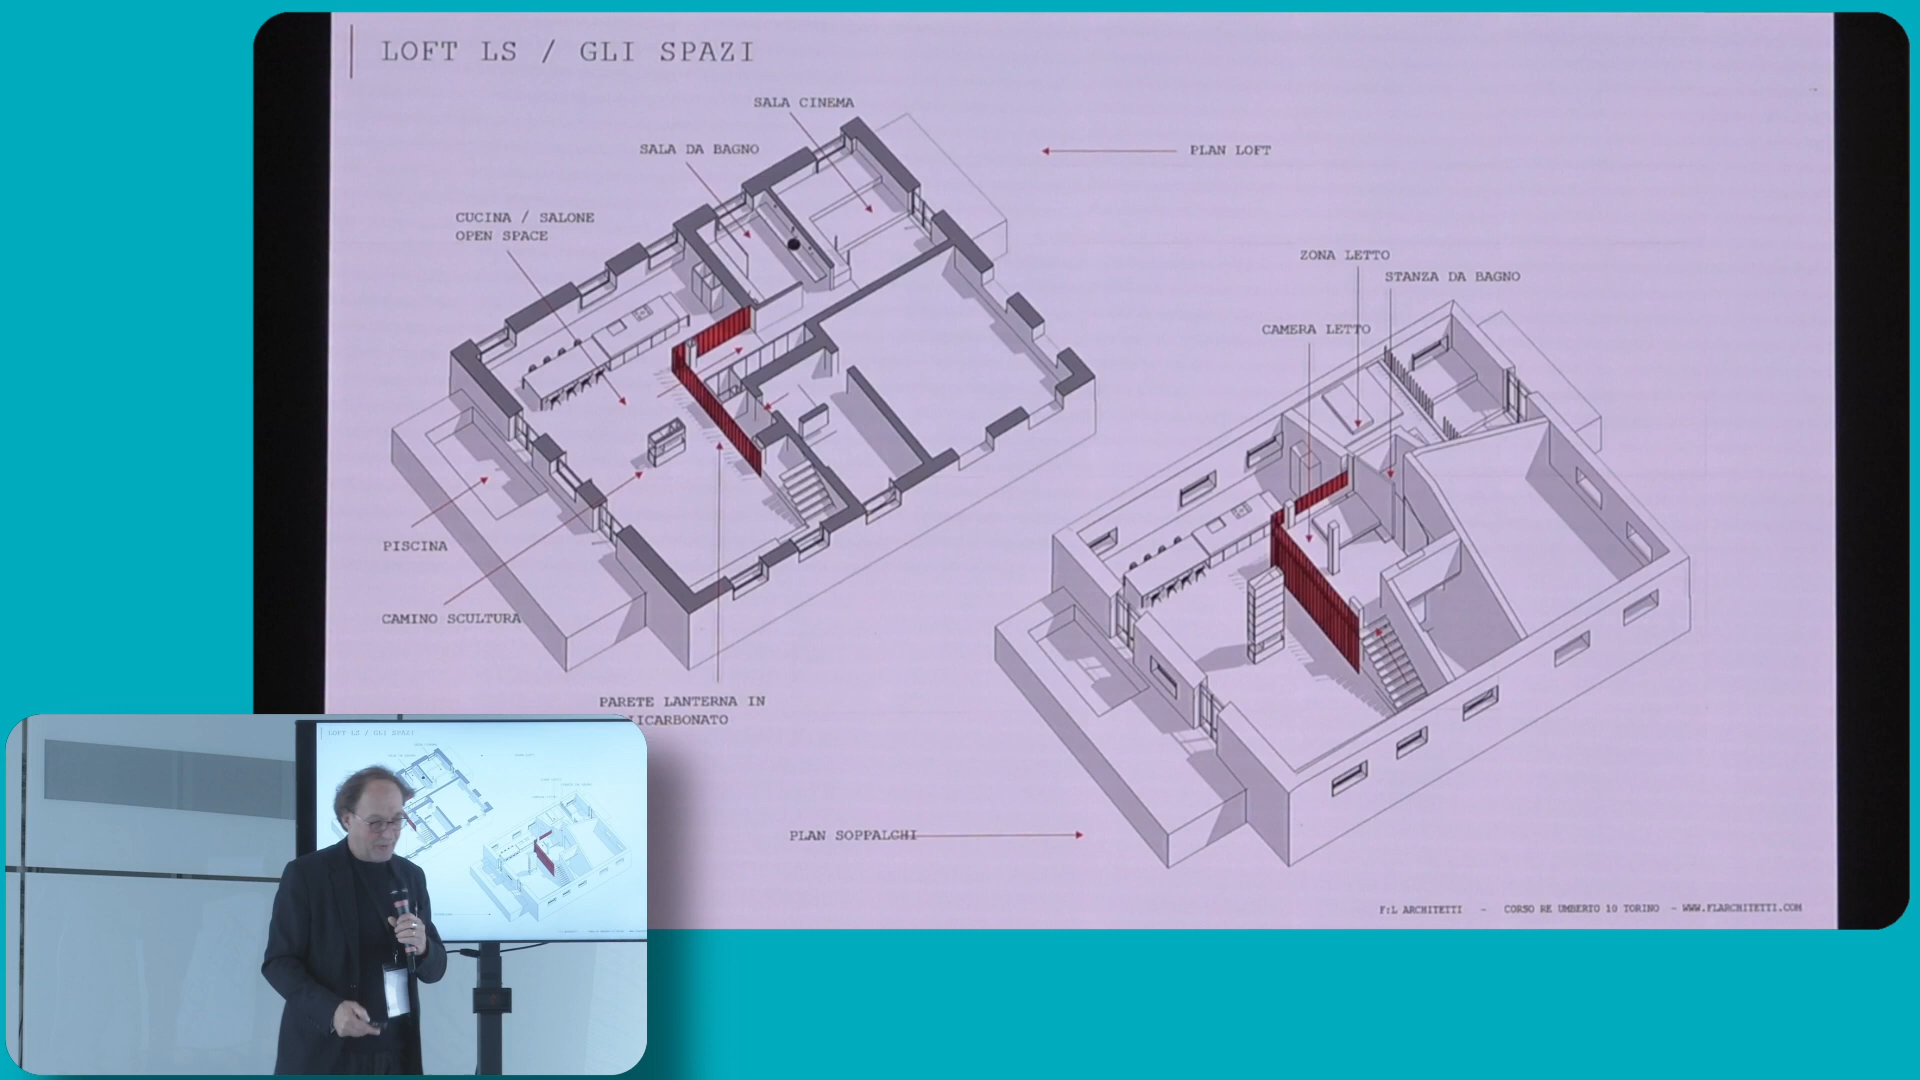 LOFT LS / GLI SPAZI
SALA CINEMA
SALA DA BAGNO
PLAN LOFT
CUCINA / SALONE
OPEN SPACE
ZONA LETTO
STANZA DA BAGNO
CAMERA LETTO
PISCINA
CAMINO SCULTURA
PARETE LANTERNA IN
LICARBONATO
PLAN SOPPALCHI
F:L ARCHITETTI - CORSO RE UMBERTO 10 TORINO - WWW.FLARCHITETTI.COM
LOFT LS / GLI SPAZI